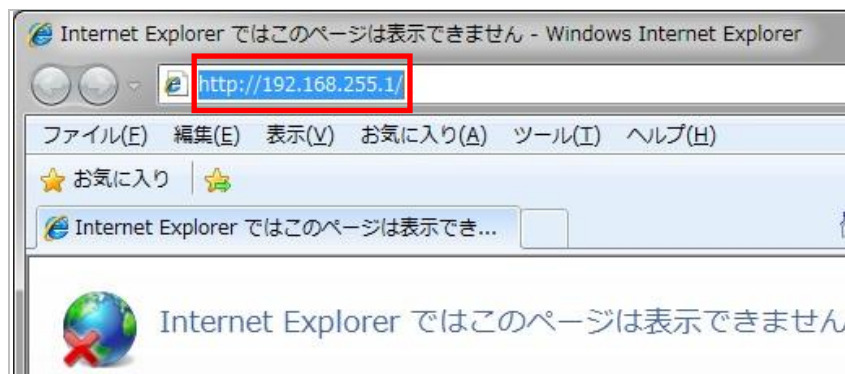 Internet Explorer ではこのページは表示できません - Windows Internet Explorer
http://192.168.255.1/
ファイル(F) 編集(E) 表示(V) お気に入り(A) ツール(T) ヘルプ(H)
お気に入り
Internet Explorer ではこのページは表示でき...
Internet Explorer ではこのページは表示できません